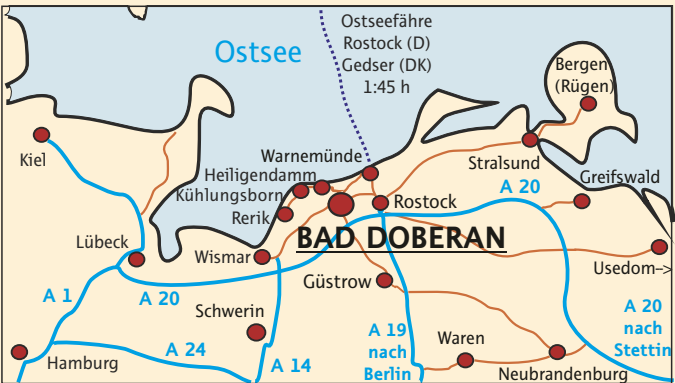 Ostseefähre
Rostock (D)
Gedser (DK)
1:45 h
Ostsee
Bergen
(Rügen)
Kiel
Warnemünde
Heiligendamm
Kühlungsborn
Rerik
Stralsund
Greifswald
A 20
Rostock
Lübeck
Wismar
BAD DOBERAN
Usedom->
A 1
A 20
Güstrow
Schwerin
A 20
nach
Stettin
A 19
nach
Berlin
Waren
Hamburg
A 24
A 14
Neubrandenburg